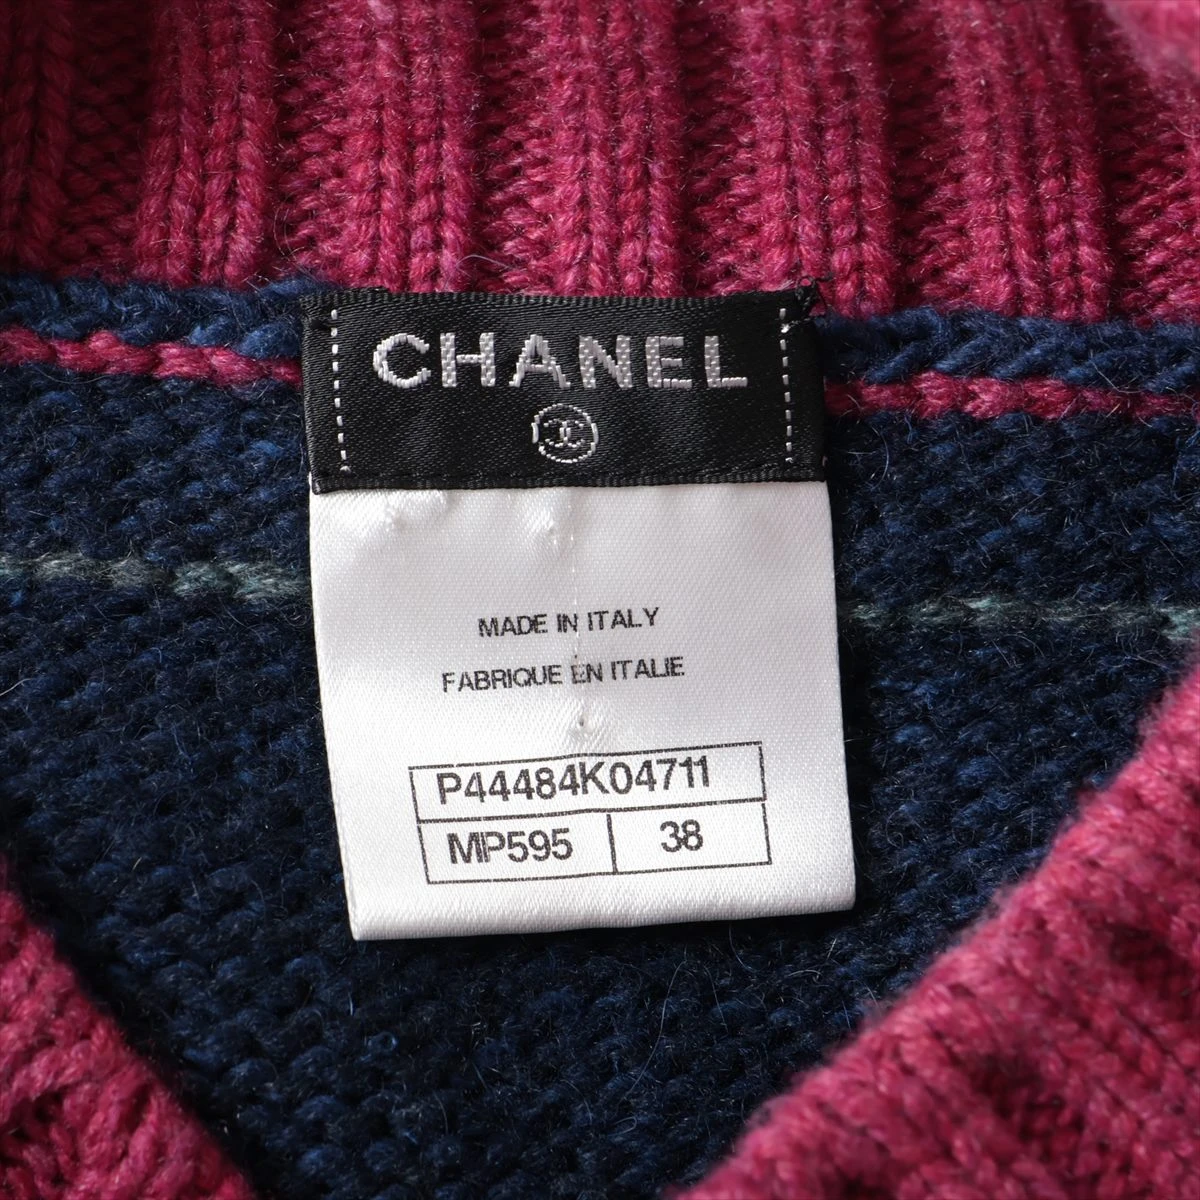 CHANEL
MADE IN ITALY
FABRIQUE EN ITALIE
P44484K04711
MP595 38